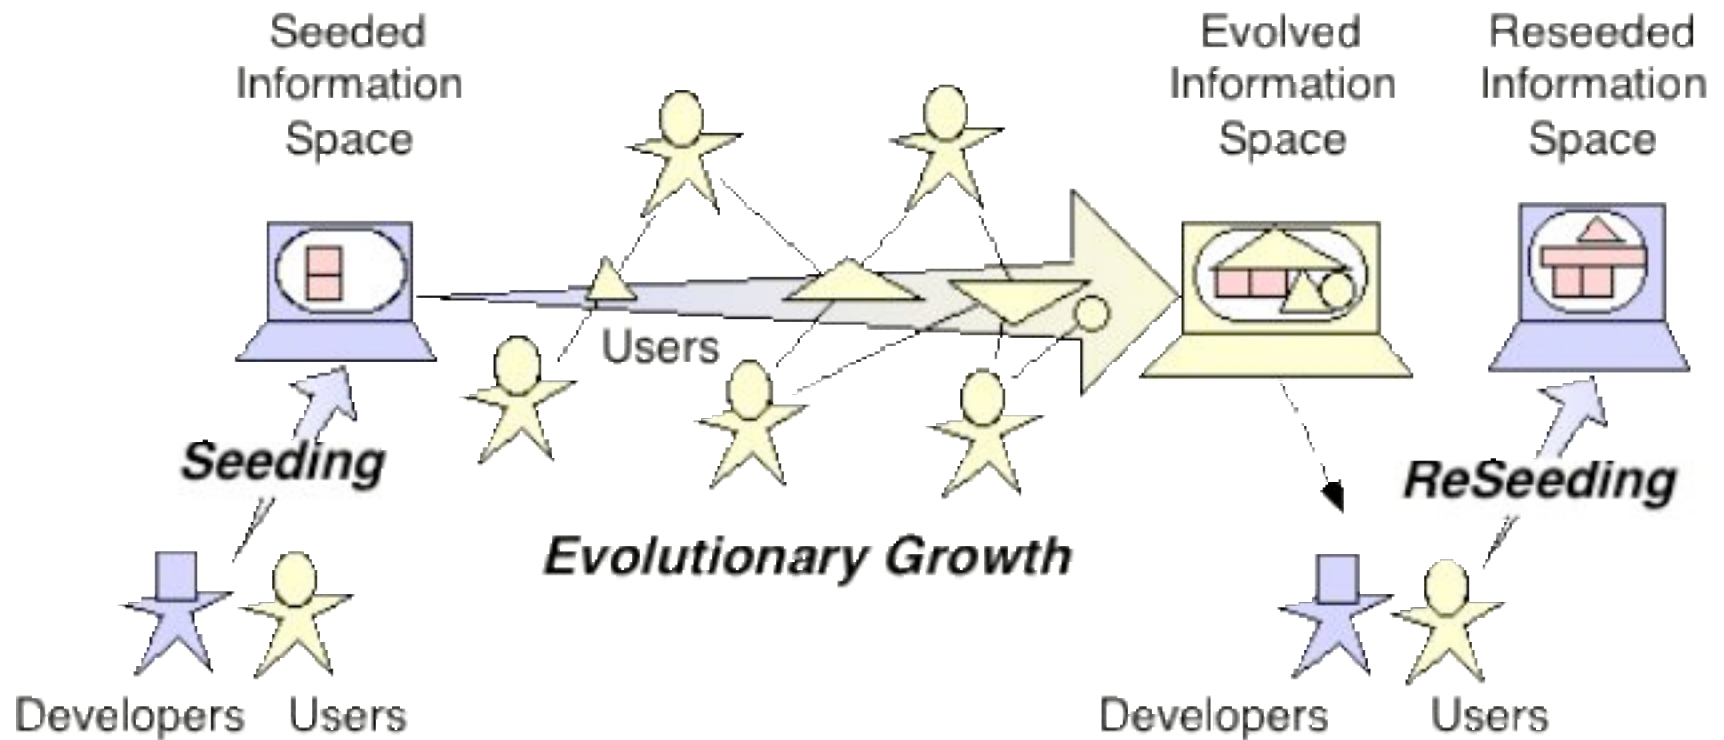 Seeded
Information
Space
Evolved
Information
Space
Reseeded
Information
Space
Users
Seeding
ReSeeding
Evolutionary Growth
Developers
Users
Developers
Users